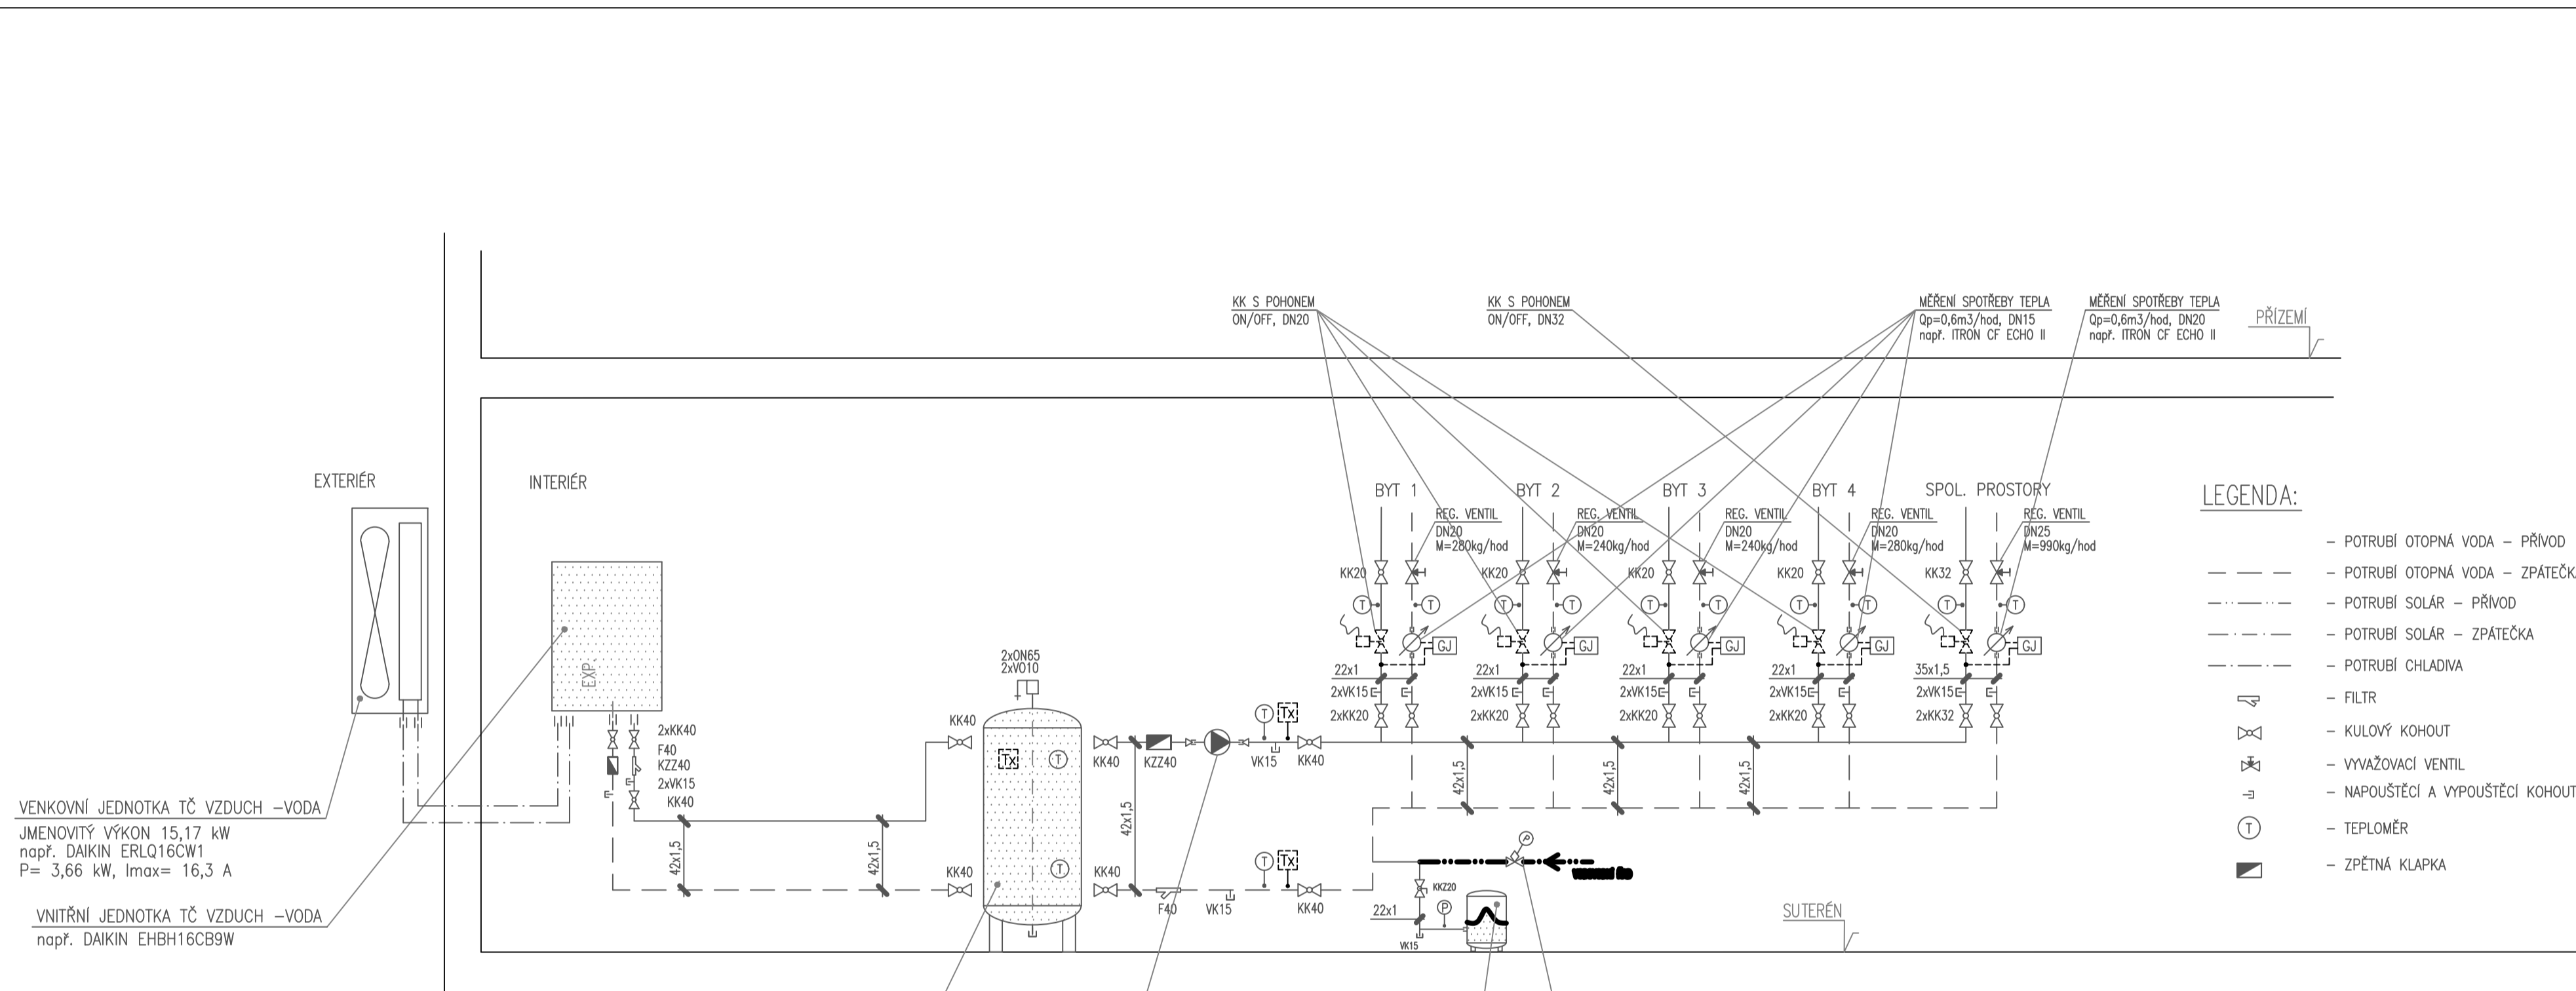 KK S POHONEM
ON/OFF, DN20
KK S POHONEM
ON/OFF, DN32
MĚŘENÍ SPOTŘEBY TEPLA
Qp=0,6m3/hod, DN15
např. ITRON CF ECHO II
MĚŘENÍ SPOTŘEBY TEPLA
Qp=0,6m3/hod, DN20
např. ITRON CF ECHO II
PŘÍZEMÍ
EXTERIÉR
INTERIÉR
BYT 1
BYT 2
BYT 3
BYT 4
SPOL. PROSTORY
REG. VENTIL
DN20
M=280kg/hod
REG. VENTIL
DN20
M=240kg/hod
REG. VENTIL
DN20
M=240kg/hod
REG. VENTIL
DN20
M=280kg/hod
REG. VENTIL
DN25
M=990kg/hod
KK20
KK20
KK20
KK20
KK32
T T T T T T T T T T
GJ GJ GJ GJ GJ
22x1
22x1
22x1
22x1
35x1,5
2xVK15
2xVK15
2xVK15
2xVK15
2xVK15
2xKK20
2xKK20
2xKK20
2xKK20
2xKK32
42x1,5
42x1,5
42x1,5
EXP.
2xKK40
F40
KZZ40
2xVK15
KK40
42x1,5
42x1,5
2xON65
2xVO10
KK40
KK40
Tx
T
T
KK40
KZZ40
T
Tx
VK15
KK40
42x1,5
KK40
F40
VK15
T
Tx
KK40
P
KKZ20
22x1
P
VK15
SUTERÉN
VENKOVNÍ JEDNOTKA TČ VZDUCH –VODA
JMENOVITÝ VÝKON 15,17 kW
např. DAIKIN ERLQ16CW1
P= 3,66 kW, Imax= 16,3 A
VNITŘNÍ JEDNOTKA TČ VZDUCH –VODA
např. DAIKIN EHBH16CB9W
LEGENDA:
– POTRUBÍ OTOPNÁ VODA – PŘÍVOD
– POTRUBÍ OTOPNÁ VODA – ZPÁTEČK
– POTRUBÍ SOLÁR – PŘÍVOD
– POTRUBÍ SOLÁR – ZPÁTEČKA
– POTRUBÍ CHLADIVA
– FILTR
– KULOVÝ KOHOUT
– VYVAŽOVACÍ VENTIL
– NAPOUŠTĚCÍ A VYPOUŠTĚCÍ KOHOUT
T – TEPLOMĚR
– ZPĚTNÁ KLAPKA